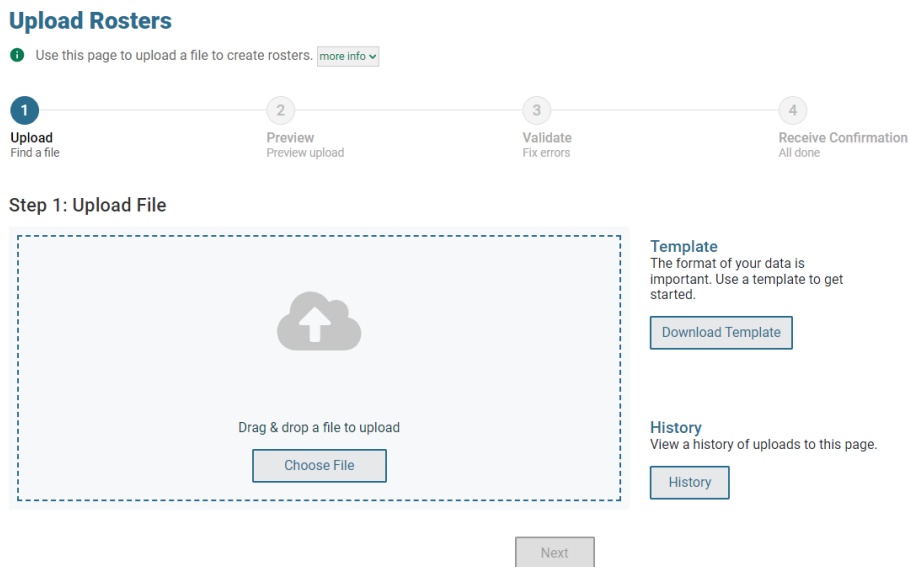 Upload Rosters
Use this page to upload a file to create rosters. more info
1
2
3
4
Upload
Preview
Validate
Receive Confirmation
Find a file
Preview upload
Fix errors
All done
Step 1: Upload File
Drag & drop a file to upload
Choose File
Template
The format of your data is
important. Use a template to get
started.
Download Template
History
View a history of uploads to this page.
History
Next